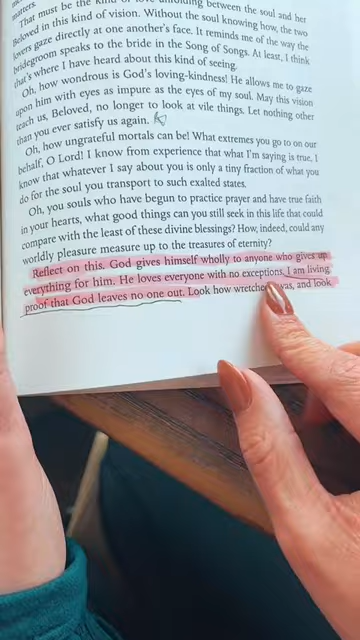 matters.
That must be the kind of love unfolding between the soul and her
Beloved in this kind of vision. Without the soul knowing, the two
lovers gaze directly at one another's face. It reminds me of the way the
bridegroom speaks to the bride in the Song of Songs. At least, I think
that's where I have heard about this kind of seeing.
Oh, how wondrous is God's loving-kindness! He allows me to gaze
upon him with eyes as impure as the eyes of my soul. May this vision
teach us, Beloved, no longer to look at vile things. Let nothing other
than you ever satisfy us again.
Oh, how ungrateful mortals can be! What extremes you go to on our
behalf, O Lord! I know from experience that what I'm saying is true. I
know that whatever I say about you is only a tiny fraction of what you
do for the soul you transport to such exalted states.
Oh, you souls who have begun to practice prayer and have true faith
in your hearts, what good things can you still seek in this life that could
compare with the least of these divine blessings? How, indeed, could any
worldly pleasure measure up to the treasures of eternity?
Reflect on this. God gives himself wholly to anyone who gives up
everything for him. He loves everyone with no exceptions. I am living
proof that God leaves no one out. Look how wretched was, and look